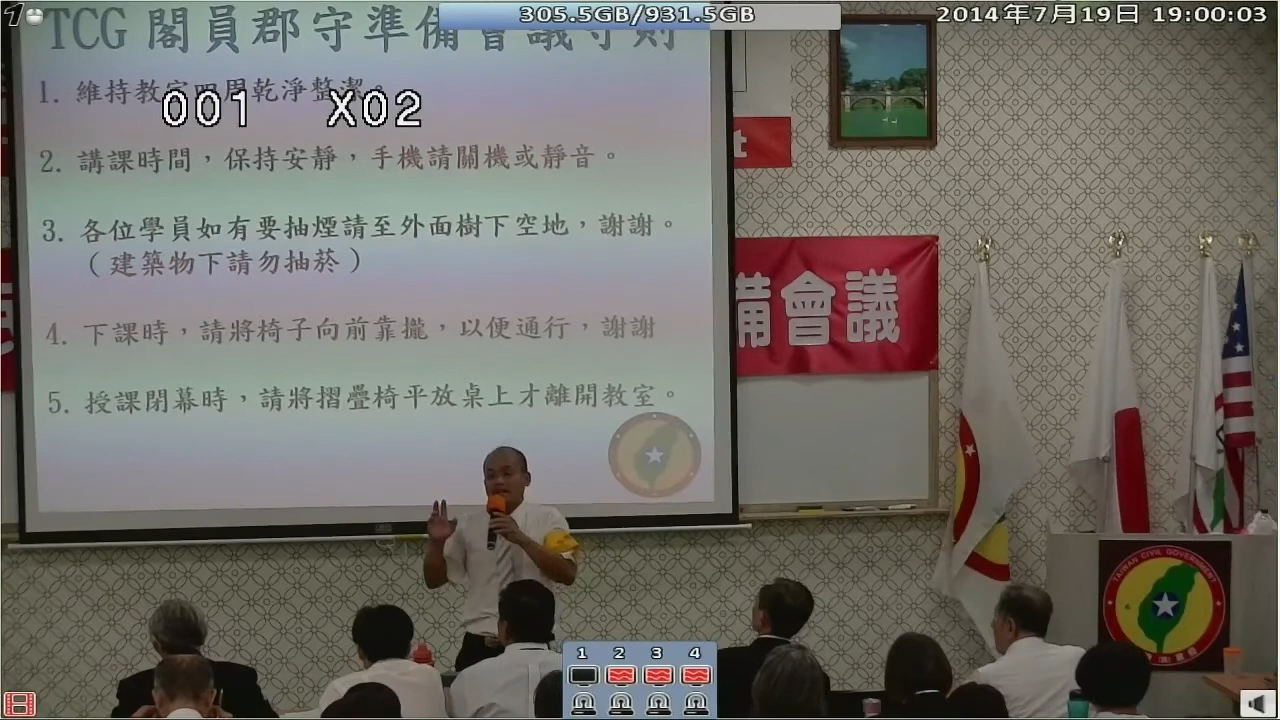 1
305.5GB/931.5GB
2014年7月19日 19:00:03
TCG 閣員郡守準備會議守則
1. 維持教室四周乾淨整潔。
001 X02
2. 講課時間，保持安靜，手機請關機或靜音。
3. 各位學員如有要抽煙請至外面樹下空地，謝謝。
（建築物下請勿抽菸）
4. 下課時，請將椅子向前靠攏，以便通行，謝謝
5. 授課閉幕時，請將摺疊椅平放桌上才離開教室。
t
備會議
TAIWAN CIVIL GOVERNMENT
1 2 3 4